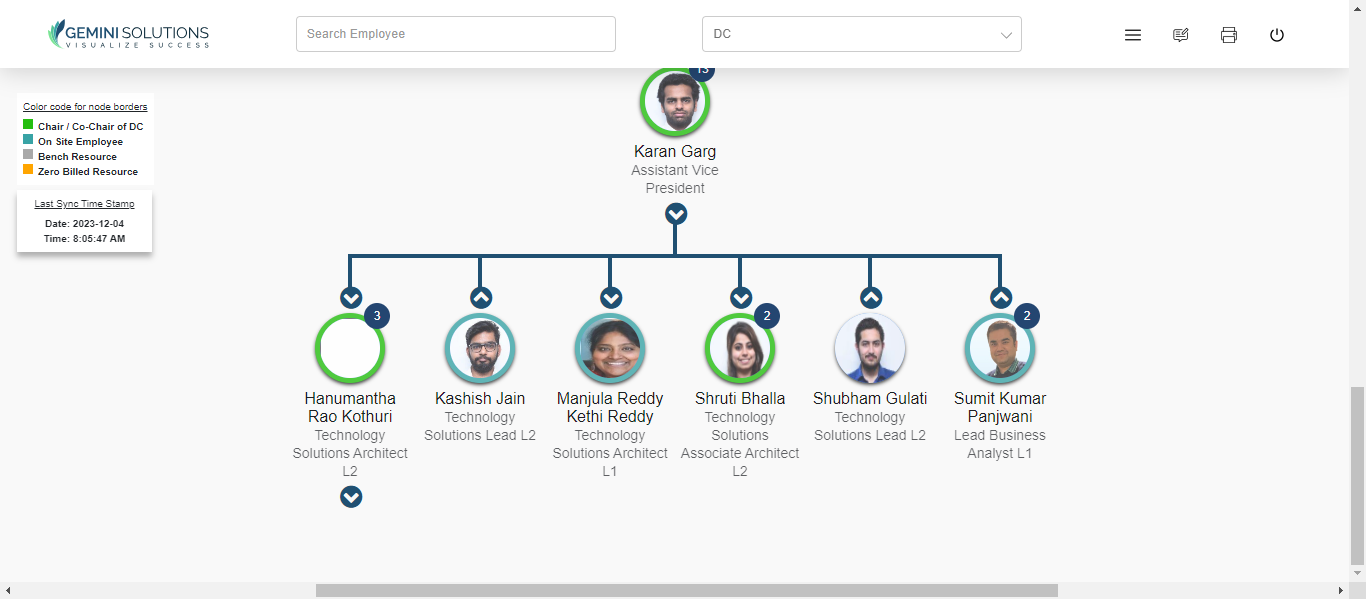 GEMINI SOLUTIONS
VISUALIZE SUCCESS
Search Employee
DC
Color code for node borders
Chair / Co-Chair of DC
On Site Employee
Bench Resource
Zero Billed Resource
Last Sync Time Stamp
Date: 2023-12-04
Time: 8:05:47 AM
13
Karan Garg
Assistant Vice
President
3
Hanumantha
Rao Kothuri
Technology
Solutions Architect
L2
Kashish Jain
Technology
Solutions Lead L2
Manjula Reddy
Kethi Reddy
Technology
Solutions Architect
L1
2
Shruti Bhalla
Technology
Solutions
Associate Architect
L2
Shubham Gulati
Technology
Solutions Lead L2
2
Sumit Kumar
Panjwani
Lead Business
Analyst L1